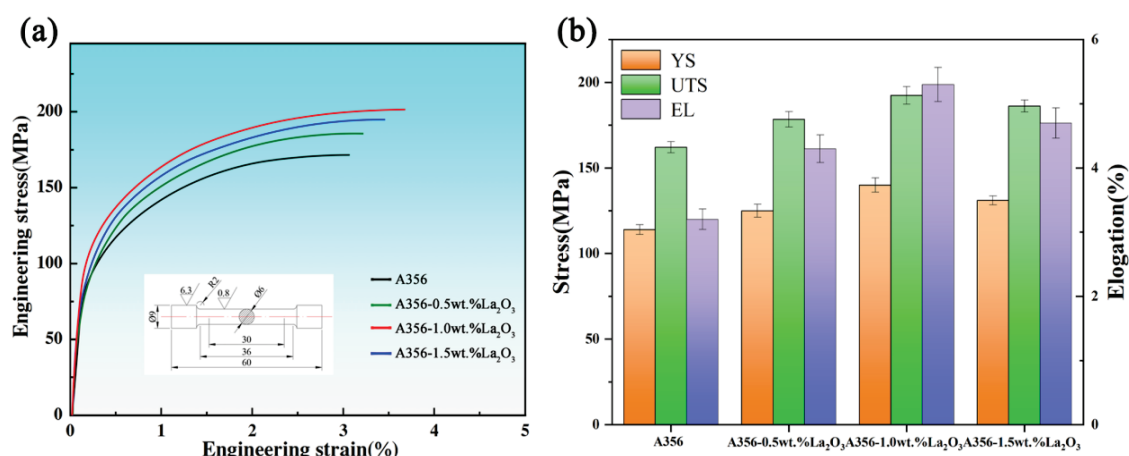 (a)
Engineering stress(MPa)
250
200
150
100
50
0
0 1 2 3 4 5
Engineering strain(%)
A356
A356-0.5wt.%La₂O₃
A356-1.0wt.%La₂O₃
A356-1.5wt.%La₂O₃
6.3
R2
0.8
Ø6
Ø9
30
36
60
(b)
YS
UTS
EL
Stress(MPa)
200
150
100
50
0
Elogation(%)
6
4
2
0
A356 A356-0.5wt.%La₂O₃ A356-1.0wt.%La₂O₃ A356-1.5wt.%La₂O₃